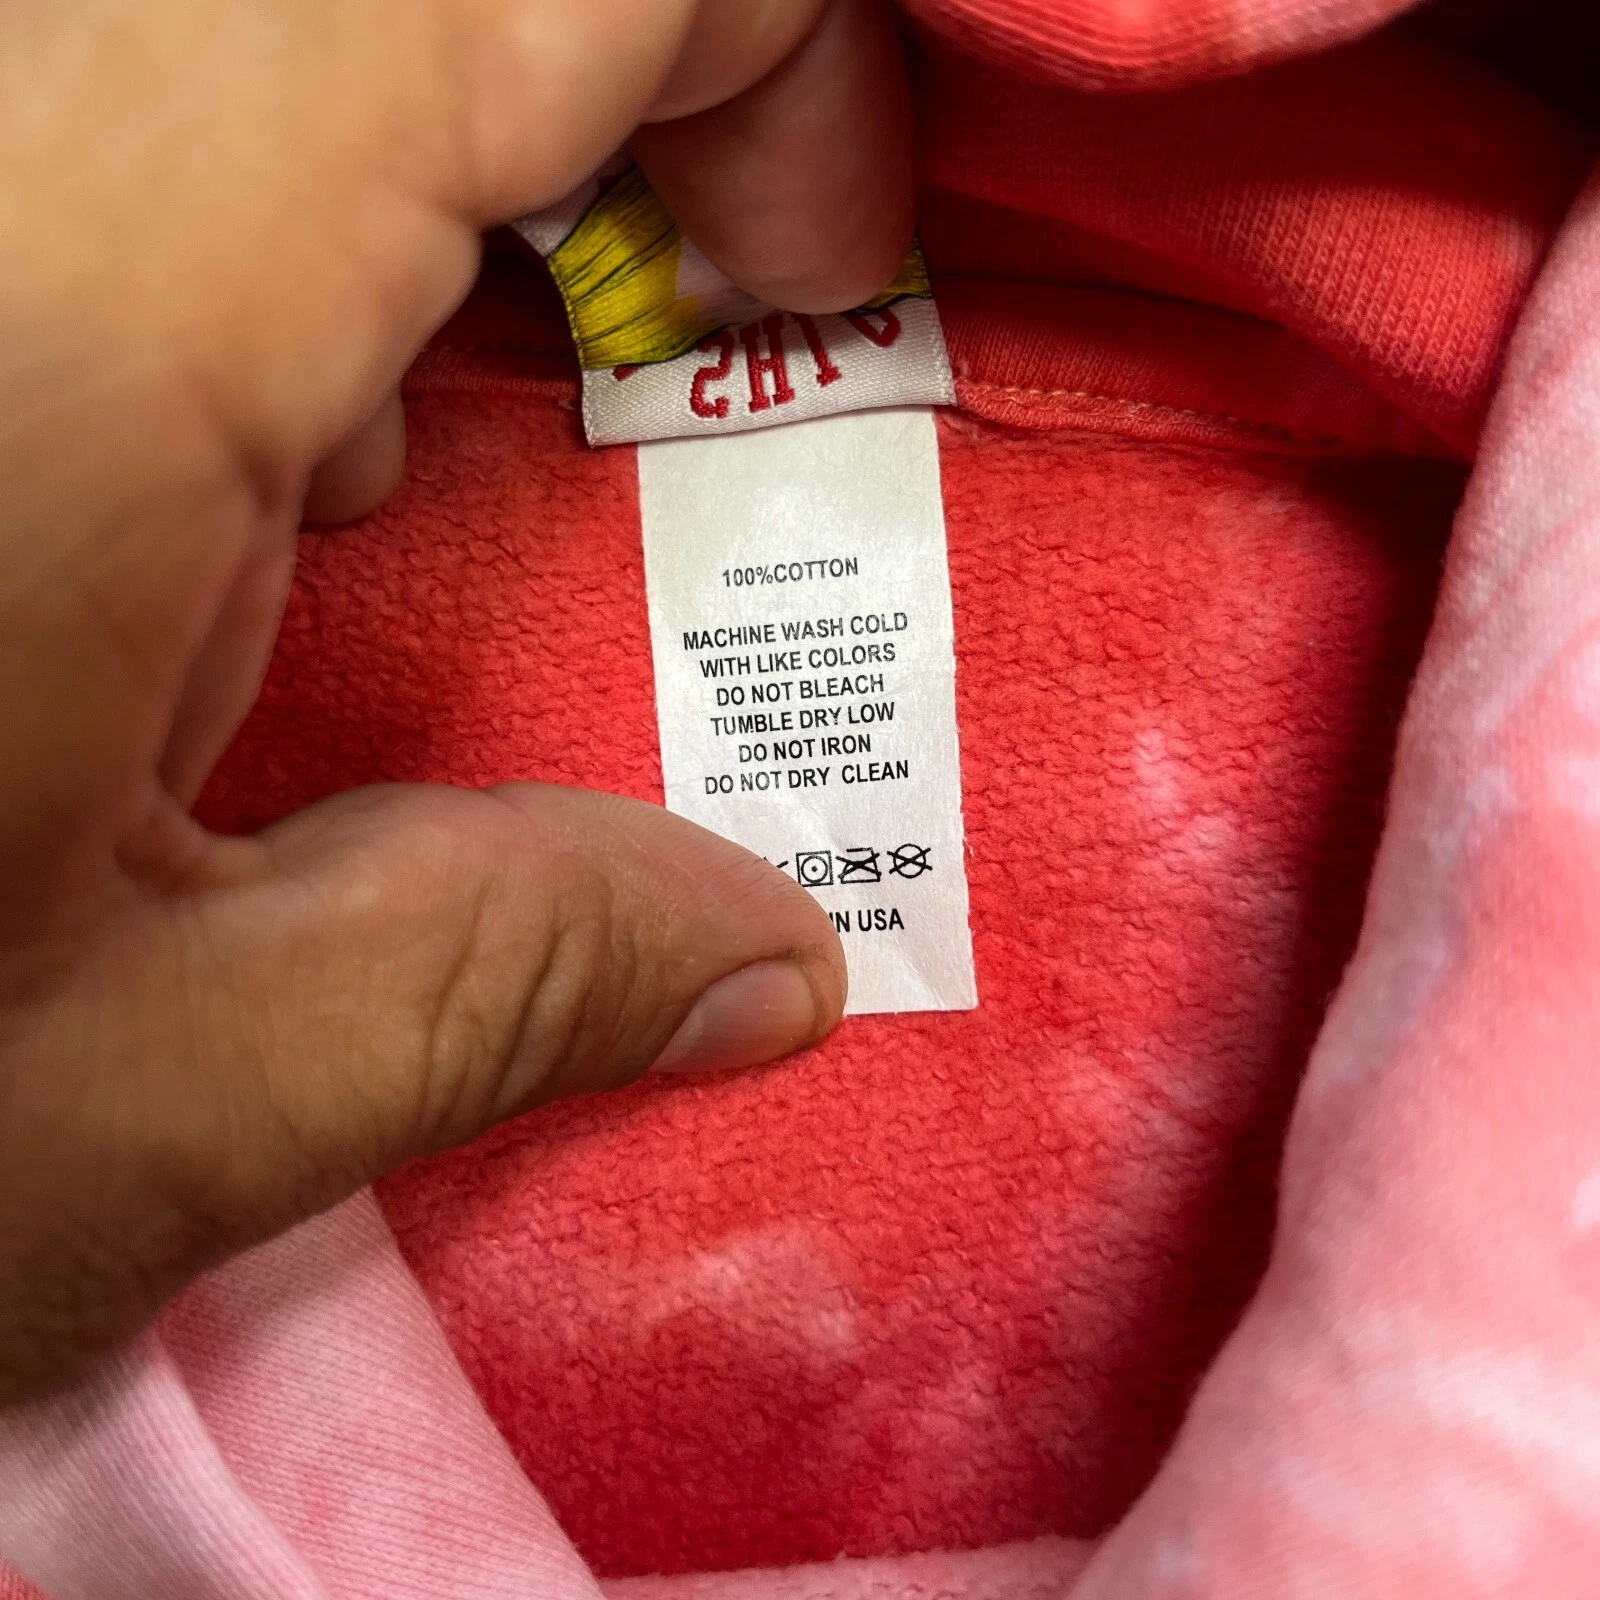 100%COTTON
MACHINE WASH COLD
WITH LIKE COLORS
DO NOT BLEACH
TUMBLE DRY LOW
DO NOT IRON
DO NOT DRY CLEAN
IN USA